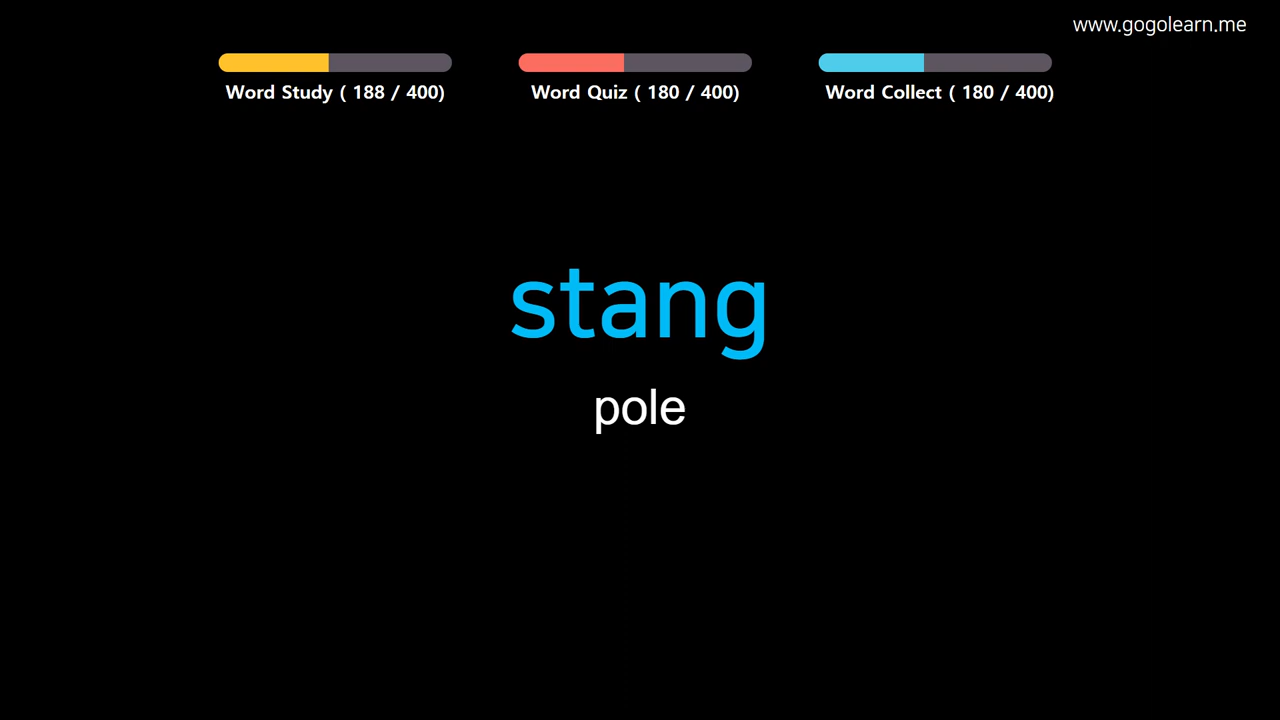 www.gogolearn.me
Word Study ( 188 / 400)
Word Quiz ( 180 / 400)
Word Collect ( 180 / 400)
stang
pole